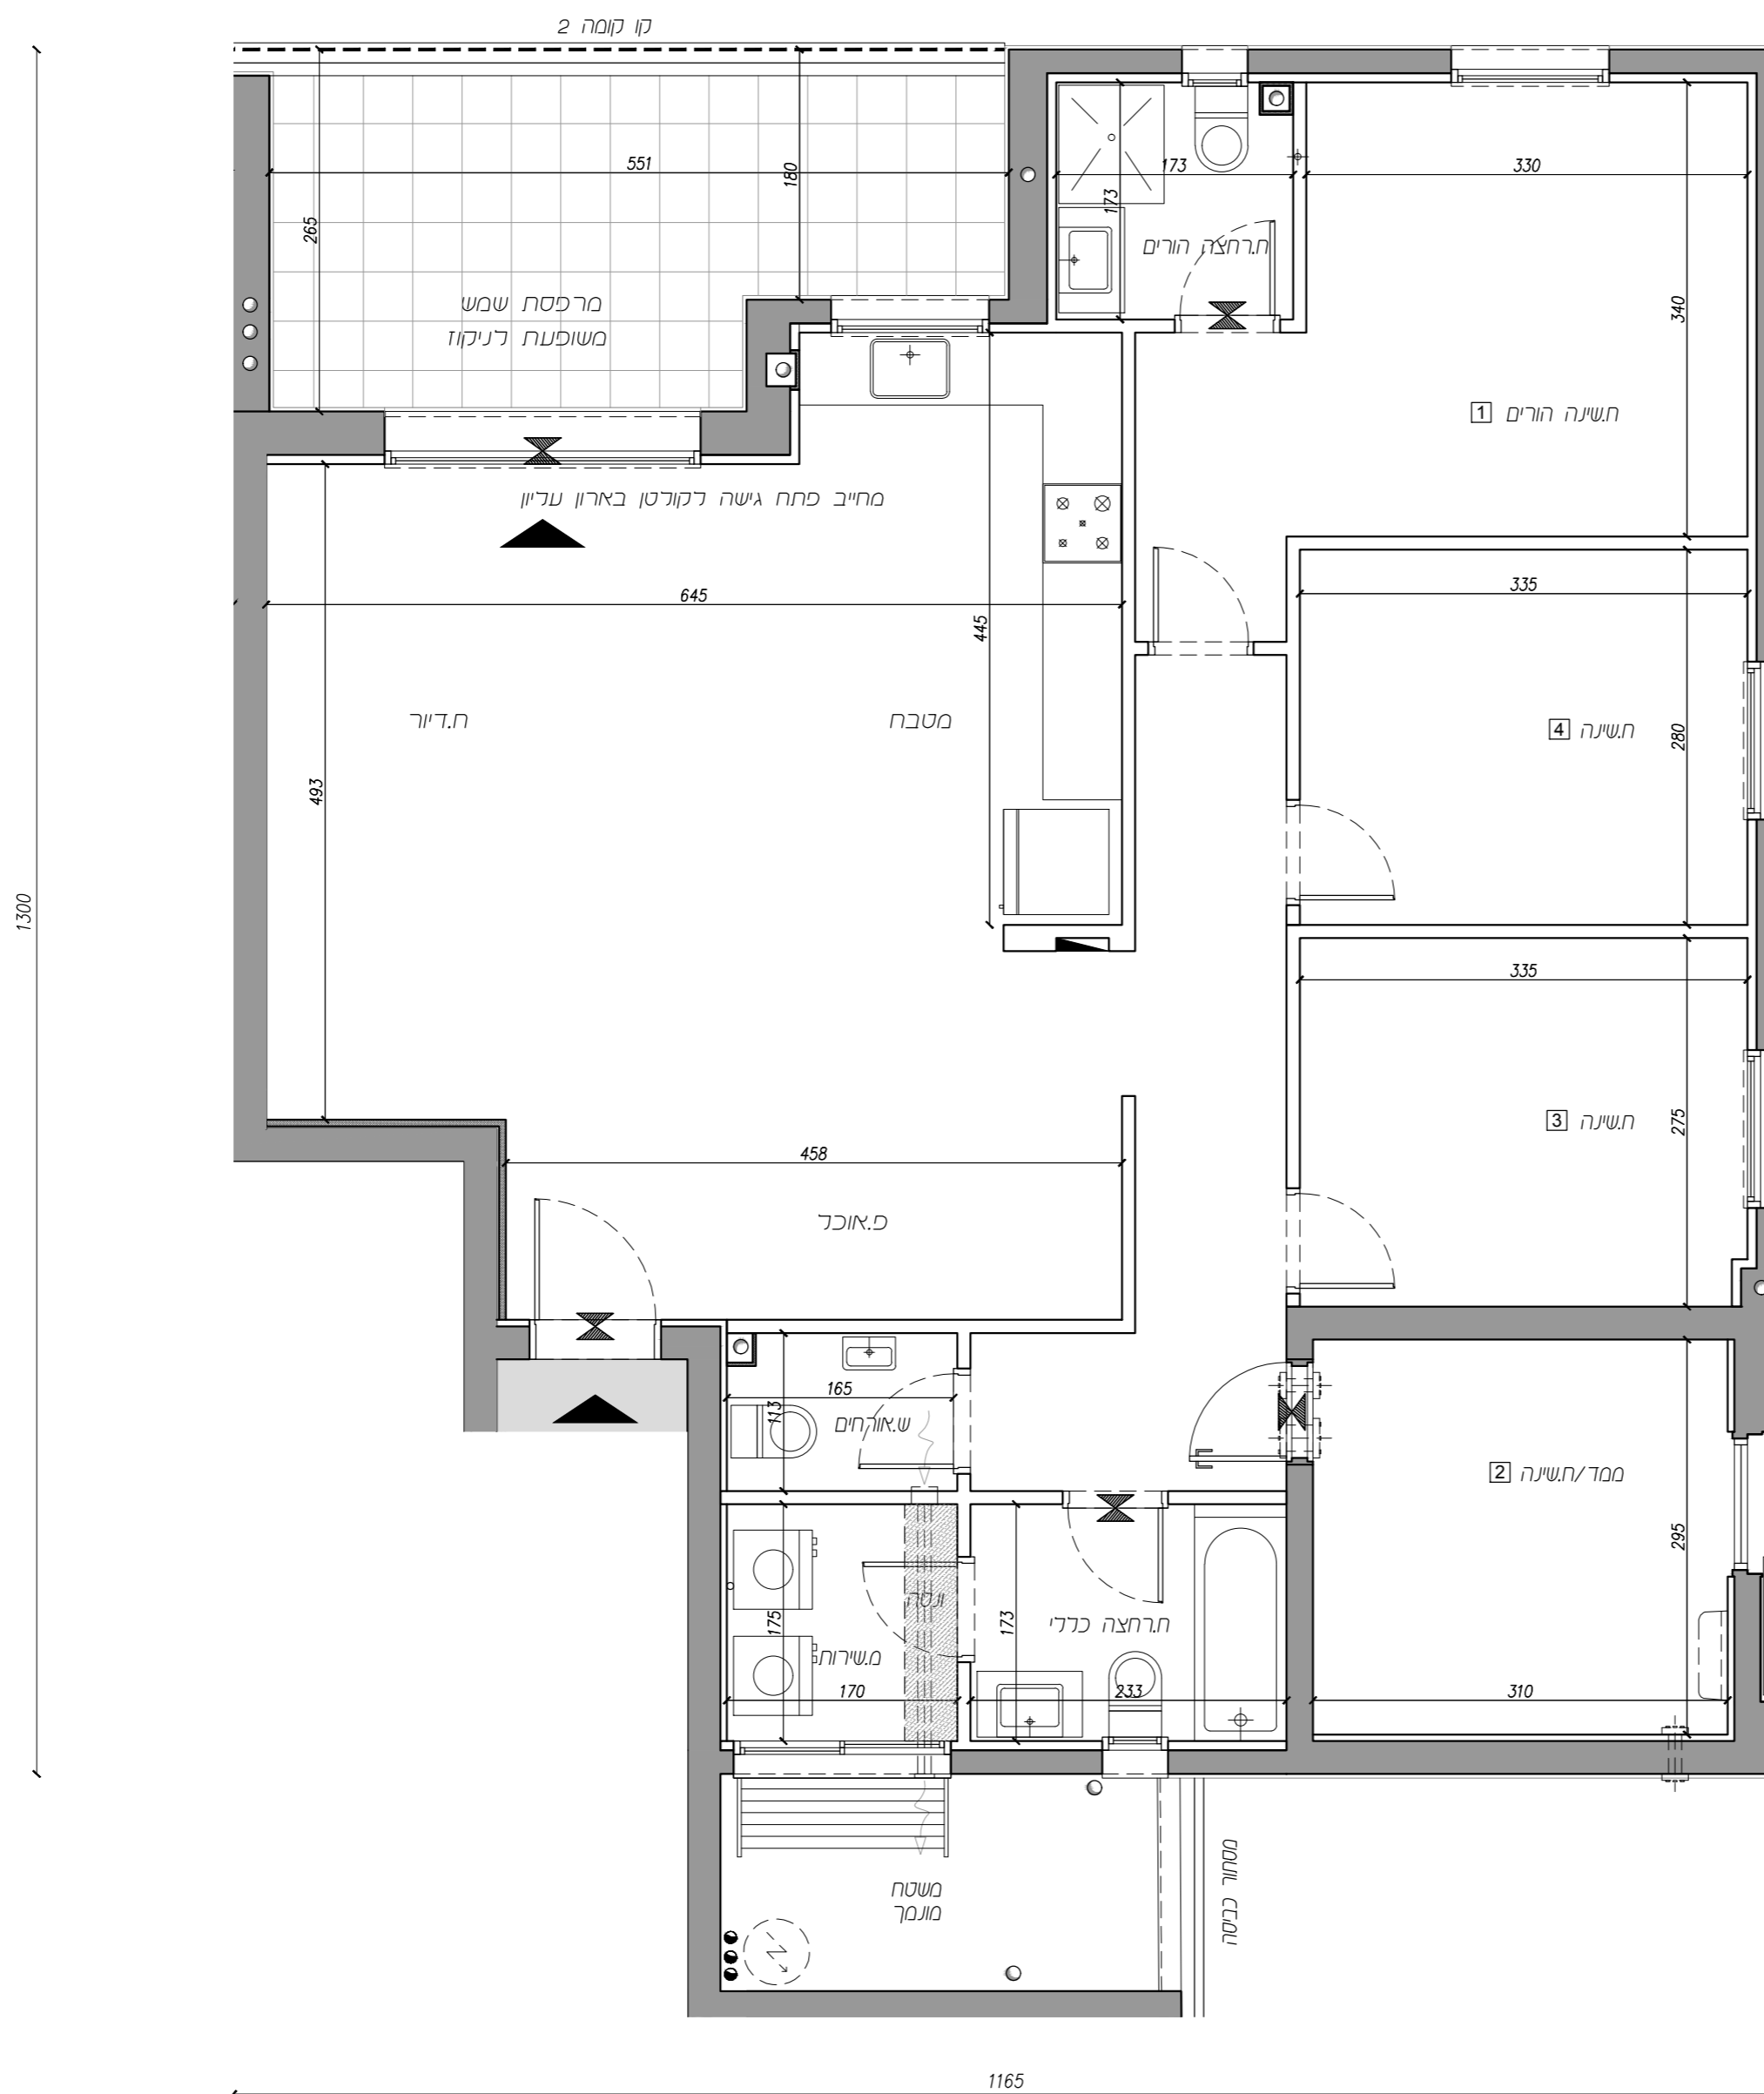 קו קומה 2
551
180
265
173
173
330
ח.רחצה הורים
340
מרפסת שמש
משופעת לניקוז
ח.שינה הורים 1
מחייב פתח גישה לקולטן בארון עליון
645
445
335
ח.דיור
מטבח
ח.שינה 4
280
493
1300
335
ח.שינה 3
275
458
פ.אוכל
165
113
ש.אורחים
ממד/ח.שינה 2
295
ונטה
175
173
ח.רחצה כללי
מ.שירות
170
233
310
משטח
מונמך
מסתור כביסה
1165